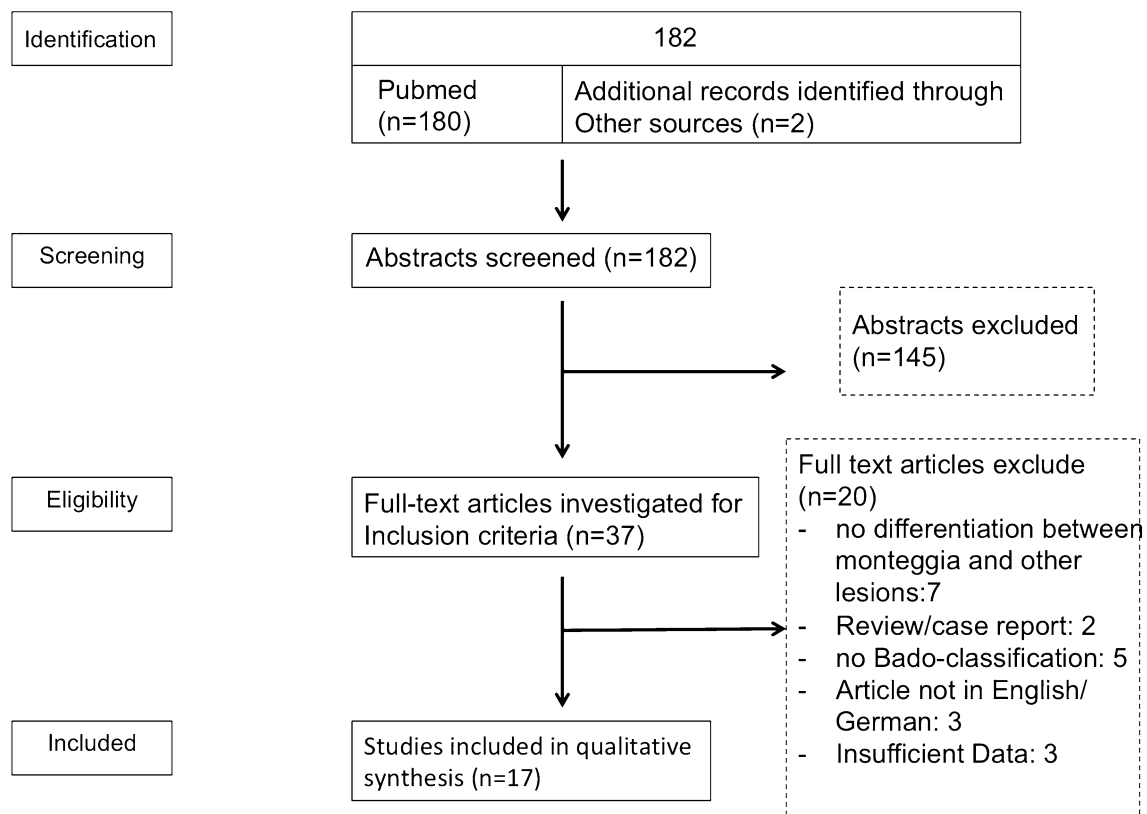 Identification
182
Pubmed
(n=180)
Additional records identified through
Other sources (n=2)
Screening
Abstracts screened (n=182)
Abstracts excluded
(n=145)
Eligibility
Full-text articles investigated for
Inclusion criteria (n=37)
Full text articles exclude
(n=20)
- no differentiation between
monteggia and other
lesions:7
- Review/case report: 2
- no Bado-classification: 5
- Article not in English/
German: 3
- Insufficient Data: 3
Included
Studies included in qualitative
synthesis (n=17)